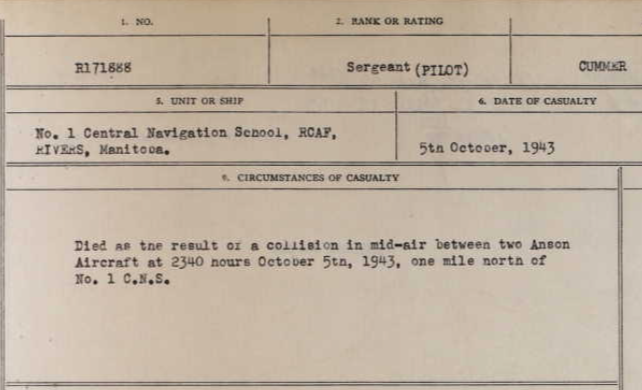 1. NO.
2. RANK OR RATING
R171888
Sergeant (PILOT)
CUMMER
5. UNIT OR SHIP
6. DATE OF CASUALTY
No. 1 Central Navigation School, RCAF,
RIVERS, Manitoba.
5th October, 1943
9. CIRCUMSTANCES OF CASUALTY
Died as the result of a collision in mid-air between two Anson
Aircraft at 2340 hours October 5th, 1943, one mile north of
No. 1 C.N.S.